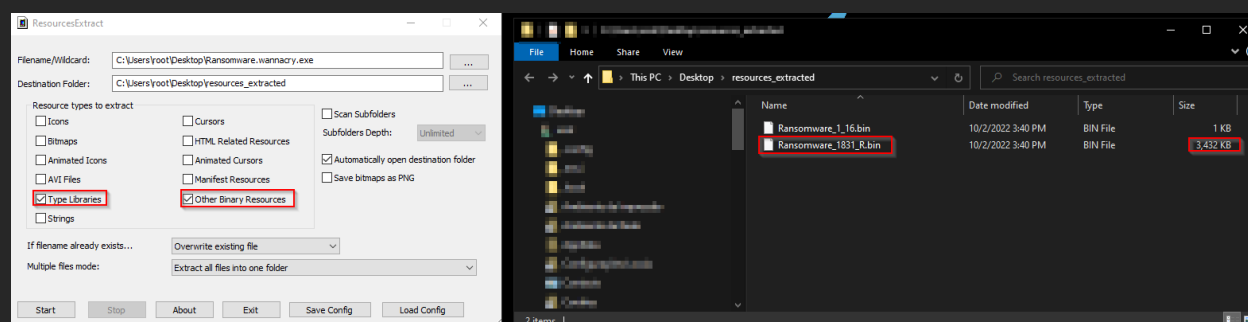 ResourcesExtract
Filename/Wildcard:
C:\Users\root\Desktop\Ransomware.wannacry.exe
...
Destination Folder:
C:\Users\root\Desktop\resources_extracted
...
Resource types to extract
Icons
Cursors
Bitmaps
HTML Related Resources
Animated Icons
Animated Cursors
AVI Files
Manifest Resources
Type Libraries
Other Binary Resources
Strings
Scan Subfolders
Subfolders Depth:
Unlimited
Automatically open destination folder
Save bitmaps as PNG
If filename already exists...
Overwrite existing file
Multiple files mode:
Extract all files into one folder
Start
Stop
About
Exit
Save Config
Load Config
File
Home
Share
View
This PC > Desktop > resources_extracted
Search resources_extracted
Name
Date modified
Type
Size
Ransomware_1_16.bin
10/2/2022 3:40 PM
BIN File
1 KB
Ransomware_1831_R.bin
10/2/2022 3:40 PM
BIN File
3,432 KB
2 items